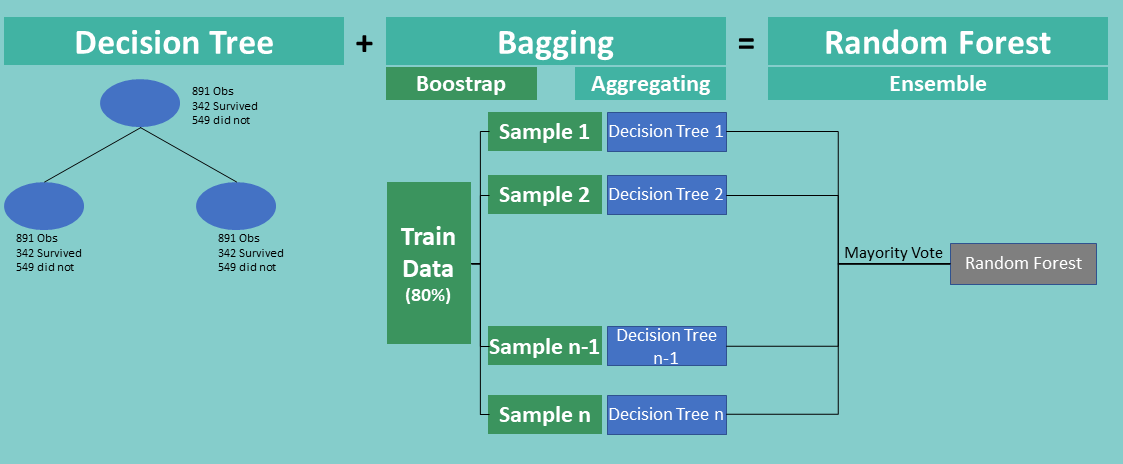 Decision Tree
+
Bagging
=
Random Forest
Boostrap
Aggregating
Ensemble
891 Obs
342 Survived
549 did not
891 Obs
342 Survived
549 did not
891 Obs
342 Survived
549 did not
Train
Data
(80%)
Sample 1
Decision Tree 1
Sample 2
Decision Tree 2
Sample n-1
Decision Tree
n-1
Sample n
Decision Tree n
Mayority Vote
Random Forest